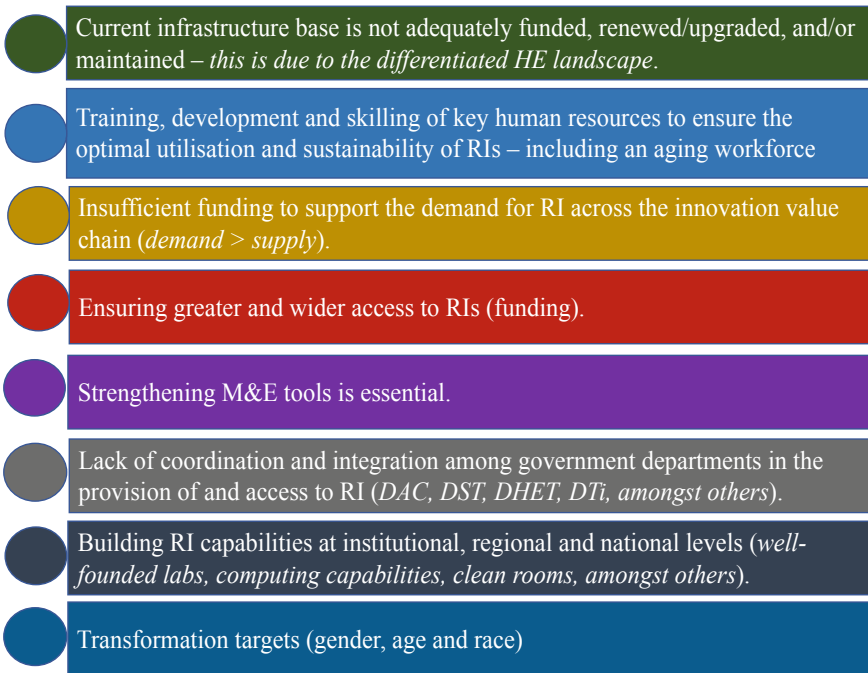 Current infrastructure base is not adequately funded, renewed/upgraded, and/or
maintained – this is due to the differentiated HE landscape.
Training, development and skilling of key human resources to ensure the
optimal utilisation and sustainability of RIs – including an aging workforce
Insufficient funding to support the demand for RI across the innovation value
chain (demand > supply).
Ensuring greater and wider access to RIs (funding).
Strengthening M&E tools is essential.
Lack of coordination and integration among government departments in the
provision of and access to RI (DAC, DST, DHET, DTi, amongst others).
Building RI capabilities at institutional, regional and national levels (well-
founded labs, computing capabilities, clean rooms, amongst others).
Transformation targets (gender, age and race)